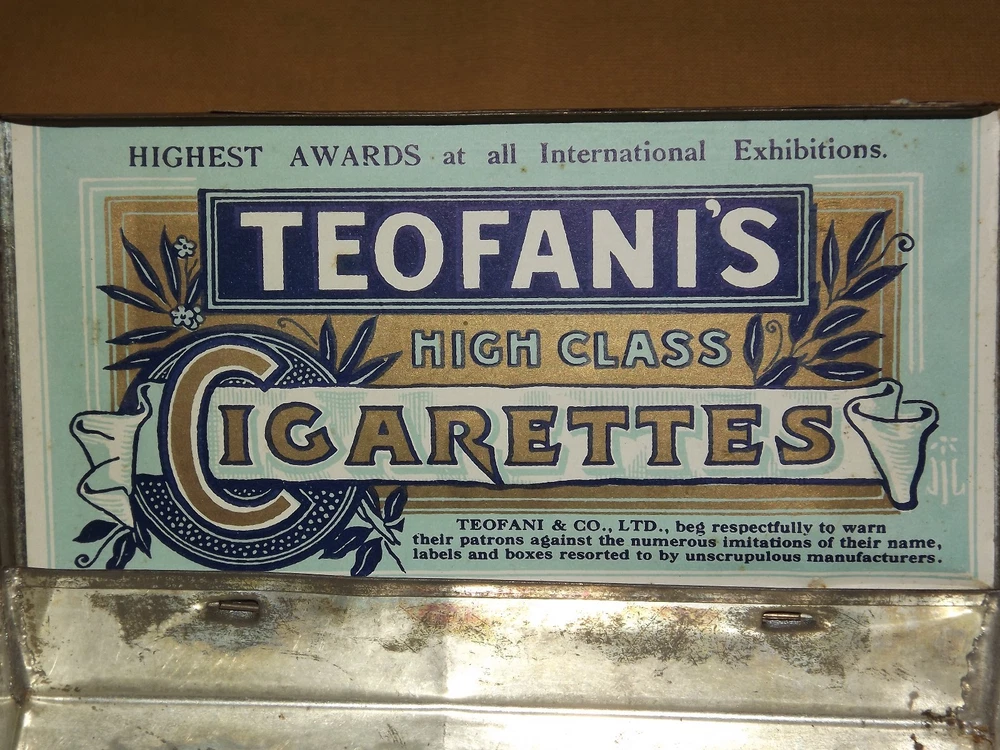 HIGHEST AWARDS at all International Exhibitions.
TEOFANI'S
HIGH CLASS
CIGARETTES
TEOFANI & CO., LTD., beg respectfully to warn
their patrons against the numerous imitations of their name,
labels and boxes resorted to by unscrupulous manufacturers.